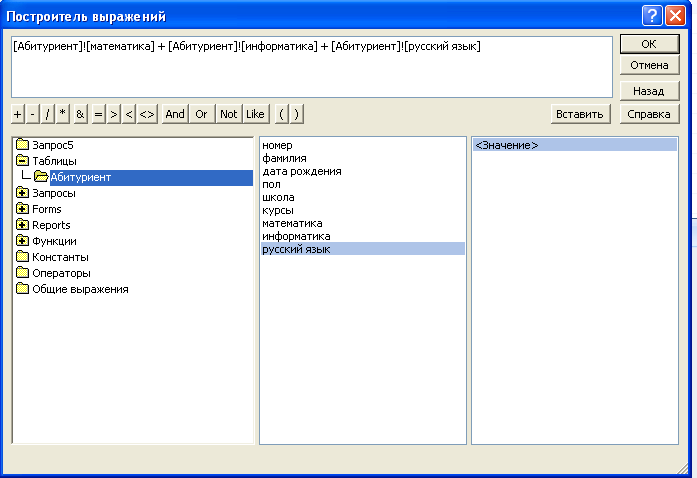 Построитель выражений
[Абитуриент]![математика] + [Абитуриент]![информатика] + [Абитуриент]![русский язык]
OK
Отмена
Назад
+ - / * & = > < <> And Or Not Like ( )
Вставить
Справка
Запрос5
Таблицы
Абитуриент
Запросы
Forms
Reports
Функции
Константы
Операторы
Общие выражения
номер
фамилия
дата рождения
пол
школа
курсы
математика
информатика
русский язык
<Значение>